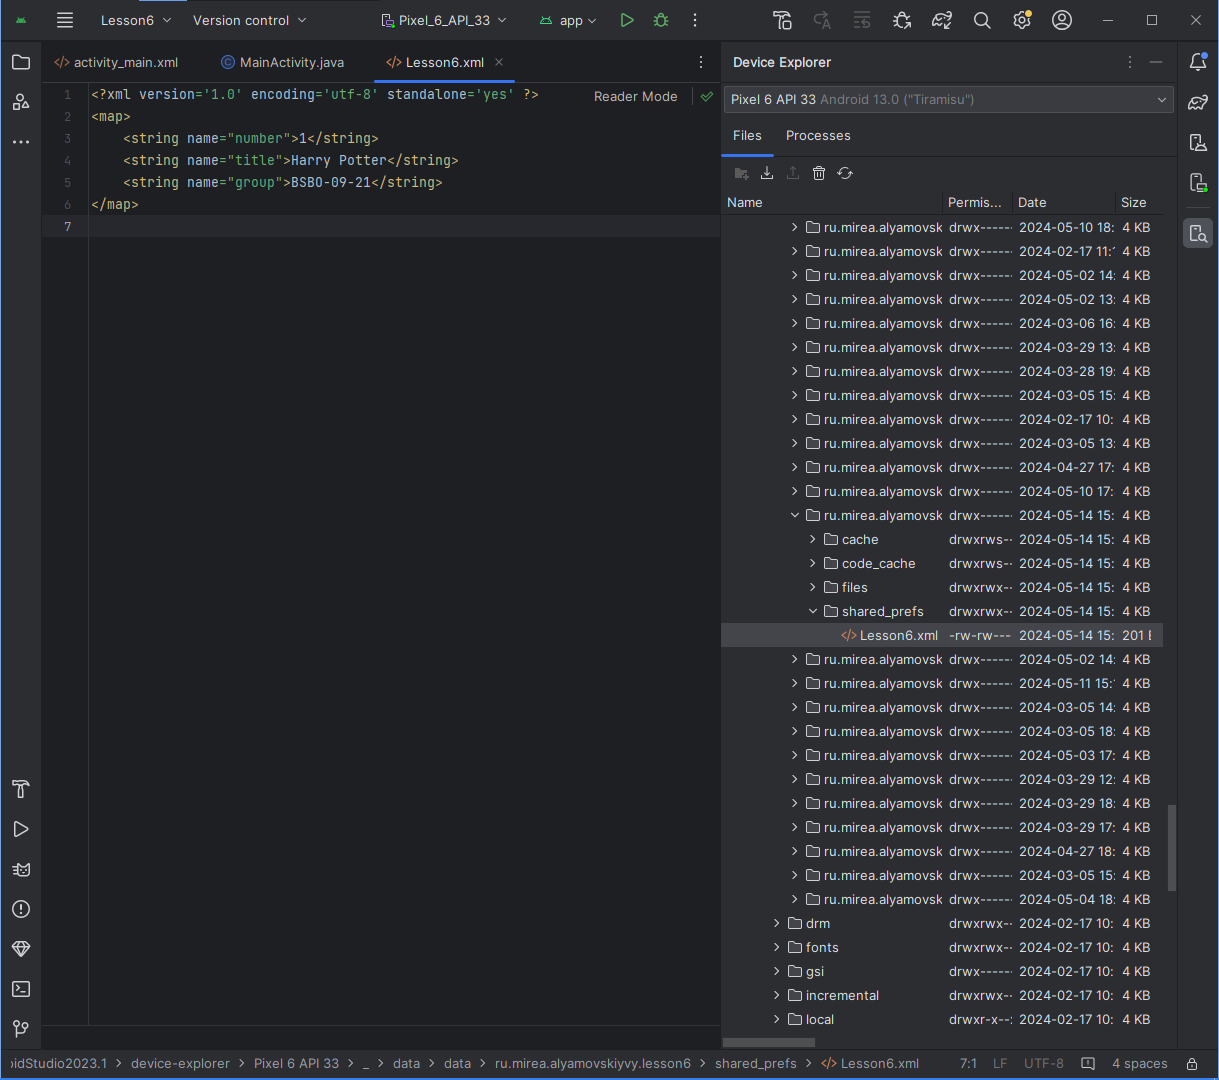 Lesson6
Version control
Pixel_6_API_33
app
activity_main.xml
MainActivity.java
Lesson6.xml
1 <?xml version='1.0' encoding='utf-8' standalone='yes' ?>
2 <map>
3 <string name="number">1</string>
4 <string name="title">Harry Potter</string>
5 <string name="group">BSBO-09-21</string>
6 </map>
7
Reader Mode
Device Explorer
Pixel 6 API 33 Android 13.0 ("Tiramisu")
Files Processes
Name Permis... Date Size
ru.mirea.alyamovsk drwx------ 2024-05-10 18: 4 KB
ru.mirea.alyamovsk drwx------ 2024-02-17 11: 4 KB
ru.mirea.alyamovsk drwx------ 2024-05-02 14: 4 KB
ru.mirea.alyamovsk drwx------ 2024-05-02 13: 4 KB
ru.mirea.alyamovsk drwx------ 2024-03-06 16: 4 KB
ru.mirea.alyamovsk drwx------ 2024-03-29 13: 4 KB
ru.mirea.alyamovsk drwx------ 2024-03-28 19: 4 KB
ru.mirea.alyamovsk drwx------ 2024-03-05 15: 4 KB
ru.mirea.alyamovsk drwx------ 2024-02-17 10: 4 KB
ru.mirea.alyamovsk drwx------ 2024-03-05 13: 4 KB
ru.mirea.alyamovsk drwx------ 2024-04-27 17: 4 KB
ru.mirea.alyamovsk drwx------ 2024-05-10 17: 4 KB
ru.mirea.alyamovsk drwx------ 2024-05-14 15: 4 KB
cache drwxrws-- 2024-05-14 15: 4 KB
code_cache drwxrws-- 2024-05-14 15: 4 KB
files drwxrwx-- 2024-05-14 15: 4 KB
shared_prefs drwxrwx-- 2024-05-14 15: 4 KB
Lesson6.xml -rw-rw--- 2024-05-14 15: 201
ru.mirea.alyamovsk drwx------ 2024-05-02 14: 4 KB
ru.mirea.alyamovsk drwx------ 2024-05-11 15: 4 KB
ru.mirea.alyamovsk drwx------ 2024-03-05 14: 4 KB
ru.mirea.alyamovsk drwx------ 2024-03-05 18: 4 KB
ru.mirea.alyamovsk drwx------ 2024-05-03 17: 4 KB
ru.mirea.alyamovsk drwx------ 2024-03-29 12: 4 KB
ru.mirea.alyamovsk drwx------ 2024-03-29 18: 4 KB
ru.mirea.alyamovsk drwx------ 2024-03-29 17: 4 KB
ru.mirea.alyamovsk drwx------ 2024-04-27 18: 4 KB
ru.mirea.alyamovsk drwx------ 2024-03-05 15: 4 KB
ru.mirea.alyamovsk drwx------ 2024-05-04 18: 4 KB
drm drwxrwx-- 2024-02-17 10: 4 KB
fonts drwxrwx-- 2024-02-17 10: 4 KB
gsi drwx------ 2024-02-17 10: 4 KB
incremental drwxrwx-- 2024-02-17 10: 4 KB
local drwxr-x-- 2024-02-17 10: 4 KB
oidStudio2023.1 > device-explorer > Pixel 6 API 33 > _ > data > data > ru.mirea.alyamovskiyvy.lesson6 > shared_prefs > Lesson6.xml 7:1 LF UTF-8 4 spaces